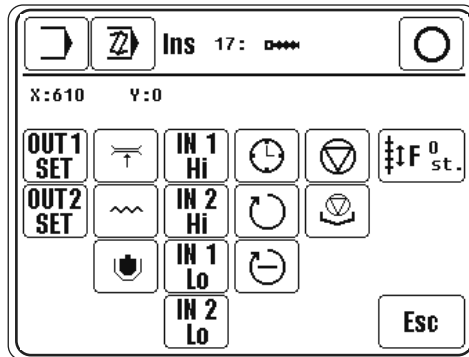 Ins 17:
X:610 Y:0
OUT1 SET
IN 1 Hi
F 0 st.
OUT2 SET
IN 2 Hi
IN 1 Lo
IN 2 Lo
Esc